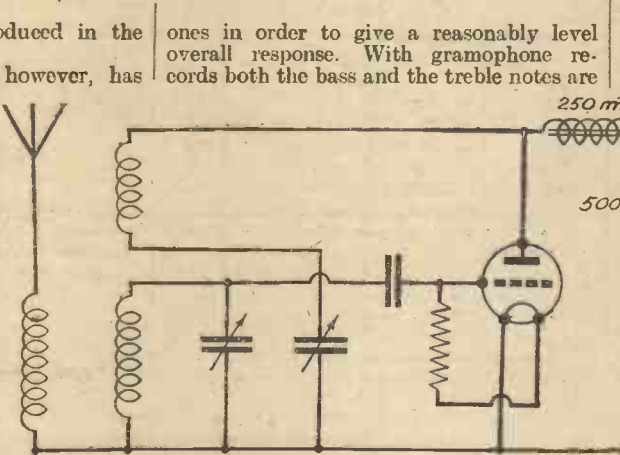 oduced in the
however, has
ones in order to give a reasonably level
overall response. With gramophone re-
cords both the bass and the treble notes are
250 m
500